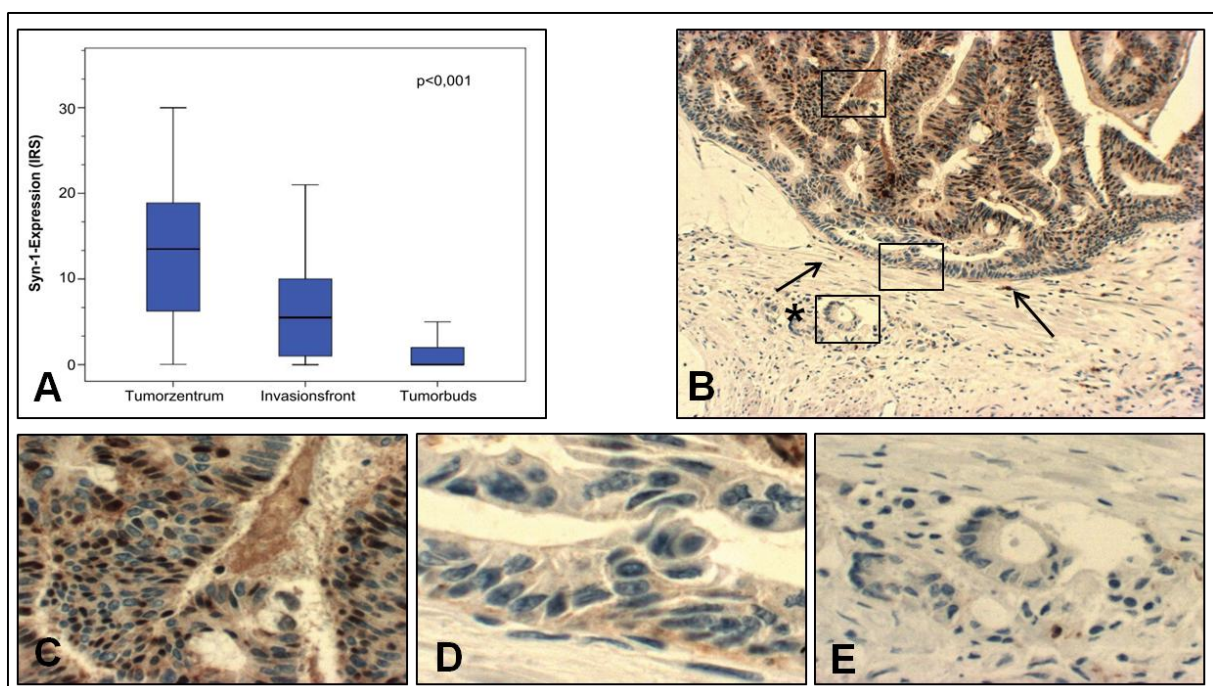 p<0,001
Syn-1-Expression (IRS)
30
20
10
0
Tumorzentrum Invasionsfront Tumorbuds
A
*
B
C
D
E